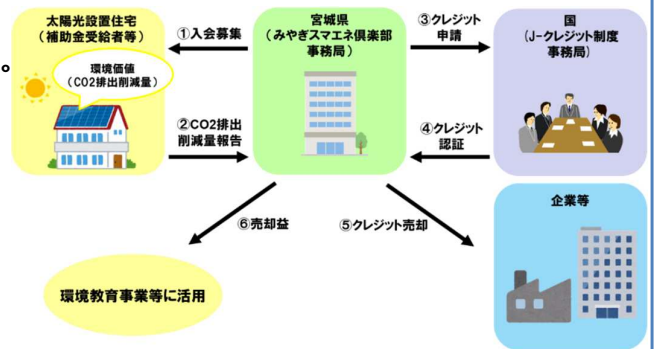 太陽光設置住宅
（補助金受給者等）
環境価値
（CO2排出削減量）
①入会募集
②CO2排出
削減量報告
宮城県
（みやぎスマエネ倶楽部
事務局）
③クレジット
申請
④クレジット
認証
国
（J-クレジット制度
事務局）
⑥売却益
⑤クレジット売却
企業等
環境教育事業等に活用
。